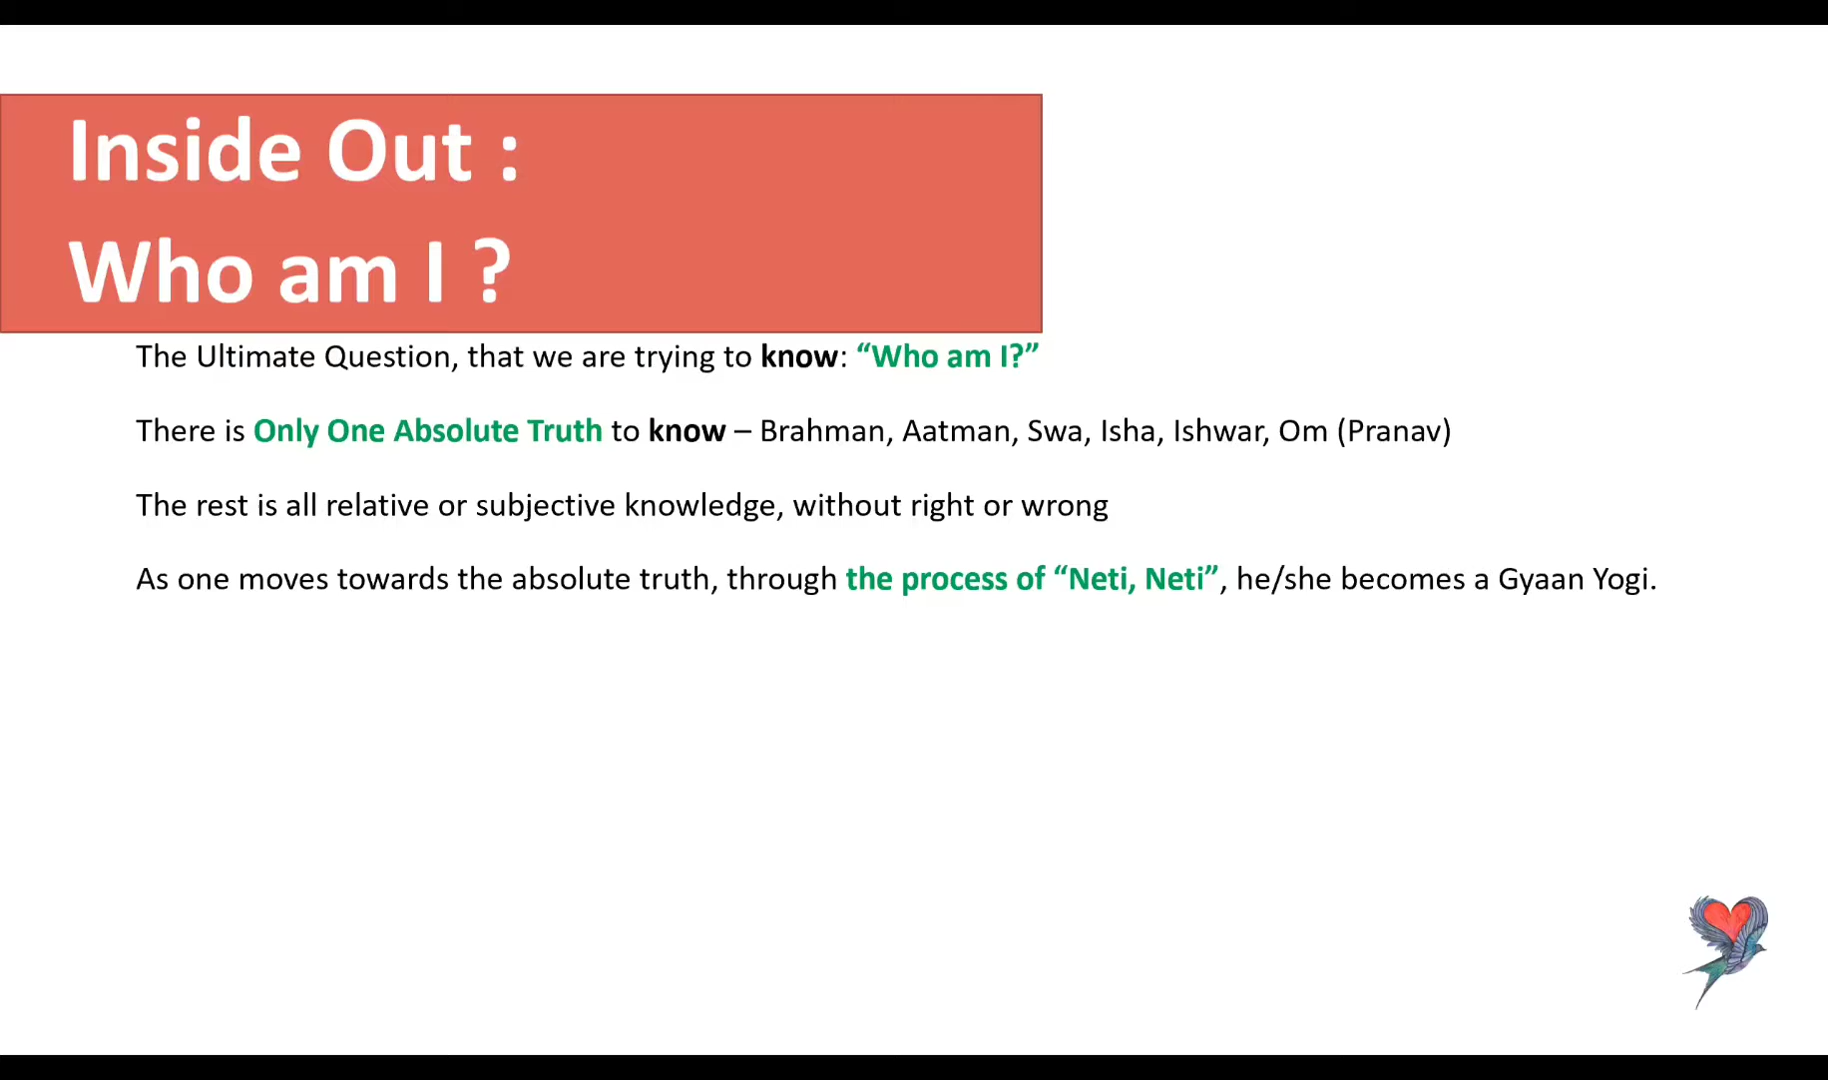 Inside Out :
Who am I ?
The Ultimate Question, that we are trying to know: “Who am I?”
There is Only One Absolute Truth to know – Brahman, Aatman, Swa, Isha, Ishwar, Om (Pranav)
The rest is all relative or subjective knowledge, without right or wrong
As one moves towards the absolute truth, through the process of “Neti, Neti”, he/she becomes a Gyaan Yogi.